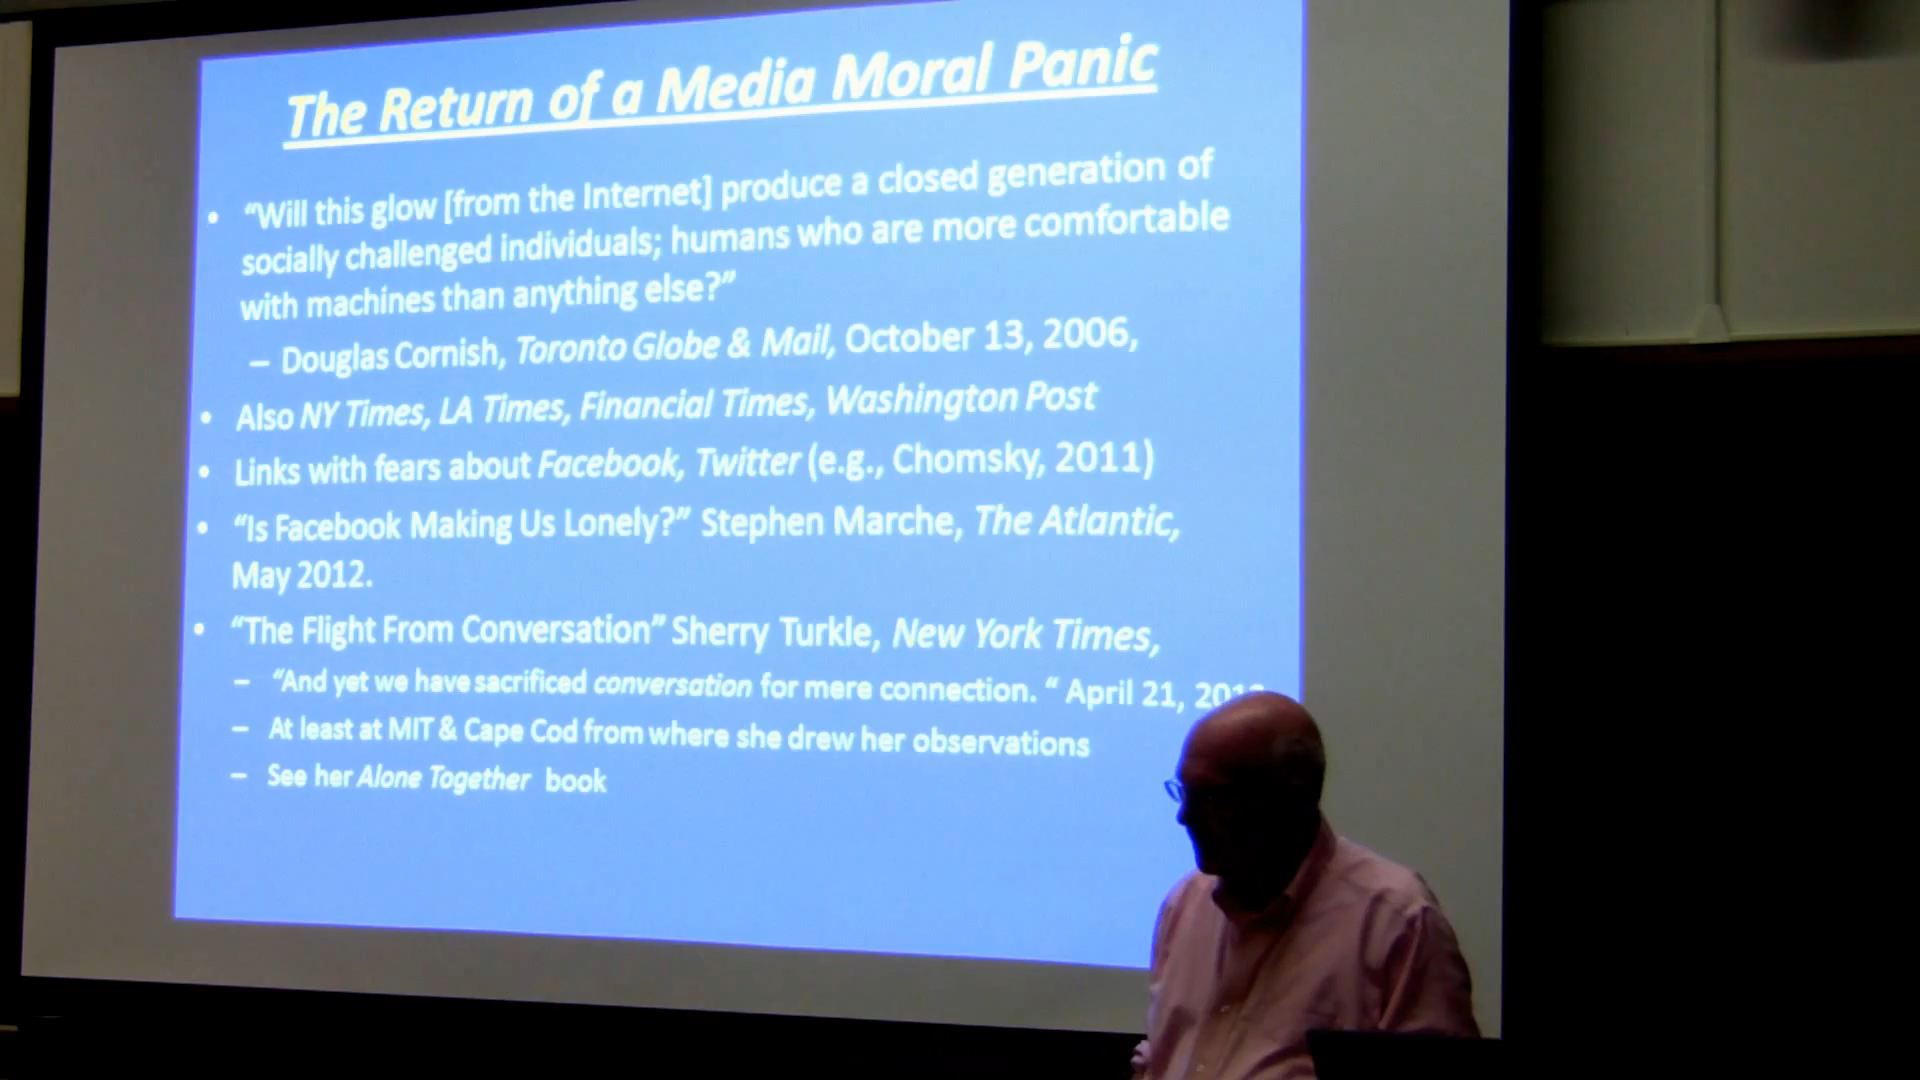 The Return of a Media Moral Panic
• “Will this glow [from the Internet] produce a closed generation of
socially challenged individuals; humans who are more comfortable
with machines than anything else?”
– Douglas Cornish, Toronto Globe & Mail, October 13, 2006,
• Also NY Times, LA Times, Financial Times, Washington Post
• Links with fears about Facebook, Twitter (e.g., Chomsky, 2011)
• “Is Facebook Making Us Lonely?” Stephen Marche, The Atlantic,
May 2012.
• “The Flight From Conversation” Sherry Turkle, New York Times,
– “And yet we have sacrificed conversation for mere connection. “ April 21,
– At least at MIT & Cape Cod from where she drew her observations
– See her Alone Together book